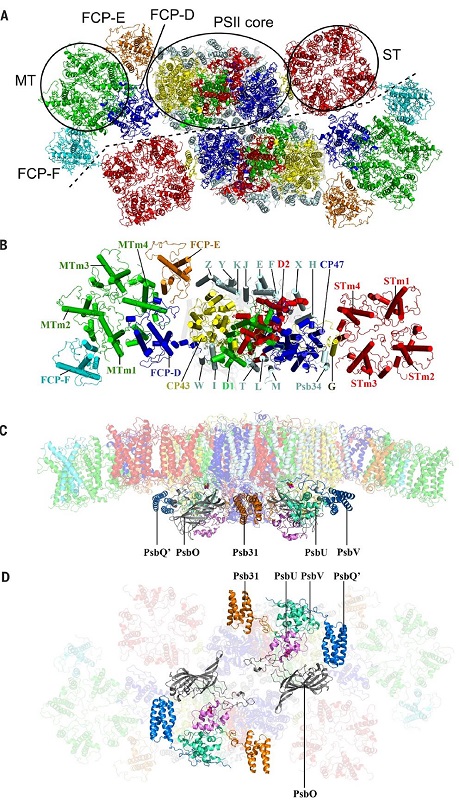 A
FCP-E
FCP-D
PSII core
MT
ST
FCP-F
B
MTm4
FCP-E
MTm3
Z Y K J E F D2 X H CP47
STm4
STm1
MTm2
FCP-F
MTm1
FCP-D
CP43
W I D1 T L M Psb34 G
STm3
STm2
C
PsbQ’ PsbO Psb31 PsbU PsbV
D
Psb31 PsbU PsbV PsbQ’
PsbO